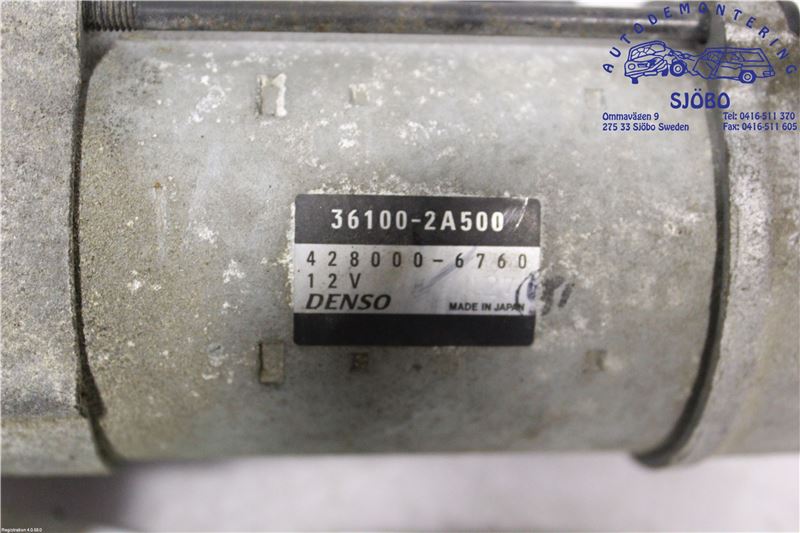 AUTODEMONTERING
SJÖBO
Ommavägen 9
275 33 Sjöbo Sweden
Tel: 0416-511 370
Fax: 0416-511 605
36100-2A500
428000-6760
12V
DENSO
MADE IN JAPAN